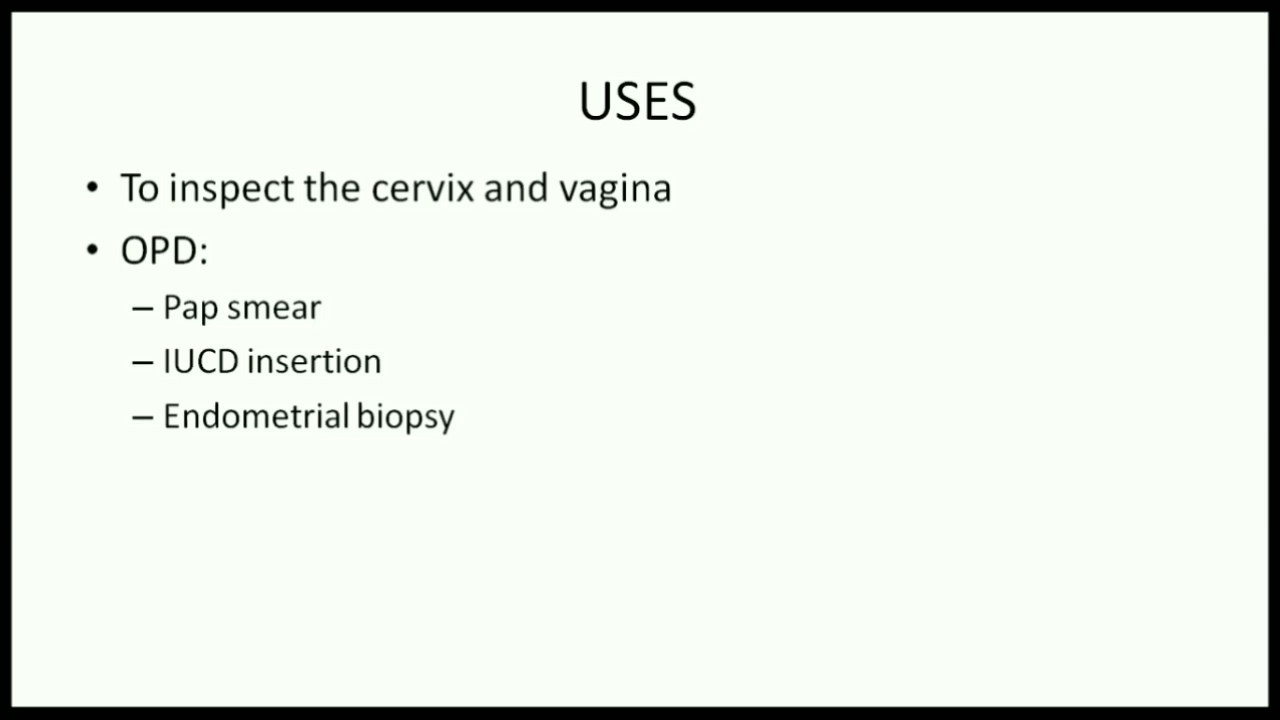 USES
• To inspect the cervix and vagina
• OPD:
– Pap smear
– IUCD insertion
– Endometrial biopsy